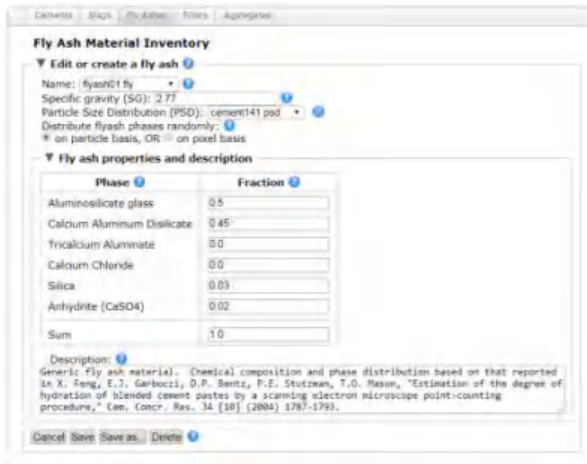 Cements Slags Fly Ashes Fillers Aggregates
Fly Ash Material Inventory
▼ Edit or create a fly ash
Name: flyash01.fly
Specific gravity (SG): 2.77
Particle Size Distribution (PSD): cement141.psd
Distribute flyash phases randomly:
on particle basis, OR on pixel basis
▼ Fly ash properties and description
Phase Fraction
Aluminosilicate glass 0.5
Calcium Aluminum Disilicate 0.45
Tricalcium Aluminate 0.0
Calcium Chloride 0.0
Silica 0.03
Anhydrite (CaSO4) 0.02
Sum 1.0
Description:
Generic fly ash material. Chemical composition and phase distribution based on that reported
in X. Feng, E.J. Garboczi, D.P. Bentz, P.E. Stutzman, T.O. Mason, "Estimation of the degree of
hydration of blended cement pastes by a scanning electron microscope point-counting
procedure," Cem. Concr. Res. 34 [10] (2004) 1787-1793.
Cancel Save Save as... Delete